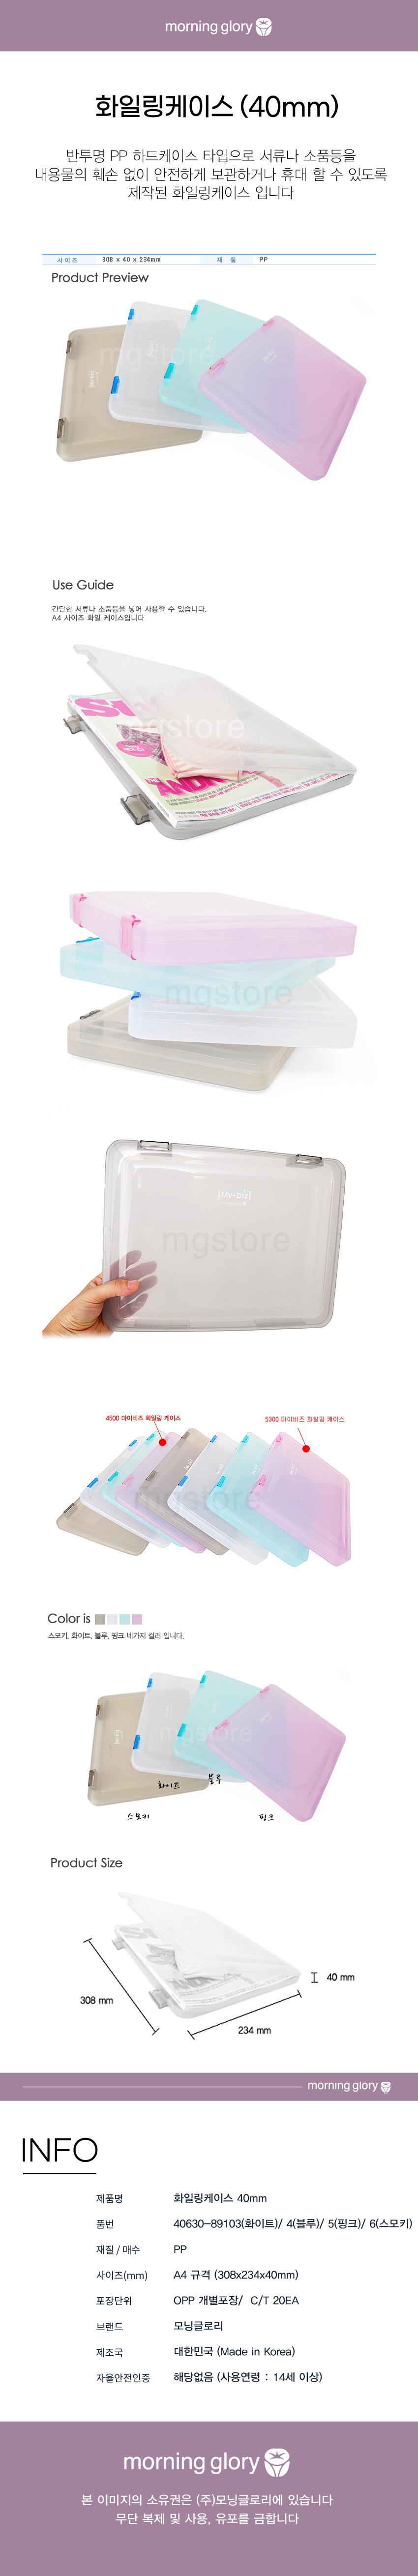 morning glory
화일링케이스 (40mm)
반투명 PP 하드케이스 타입으로 서류나 소품등을
내용물의 훼손 없이 안전하게 보관하거나 휴대 할 수 있도록
제작된 화일링케이스 입니다
사이즈 308 x 40 x 234mm 재 질 PP
Product Preview
mgstore
Use Guide
간단한 서류나 소품등을 넣어 사용할 수 있습니다.
A4 사이즈 화일 케이스입니다
mgstore
mgstore
[My-biz]
mgstore
4500 마이비즈 화일링 케이스
5300 마이비즈 화일링 케이스
mgstore
Color is
스모키, 화이트, 블루, 핑크 네가지 컬러 입니다.
mgstore
화이트
블루
스모키
핑크
Product Size
308 mm
234 mm
40 mm
morning glory
INFO
제품명 화일링케이스 40mm
품번 40630-89103(화이트)/ 4(블루)/ 5(핑크)/ 6(스모키)
재질 / 매수 PP
사이즈(mm) A4 규격 (308x234x40mm)
포장단위 OPP 개별포장/ C/T 20EA
브랜드 모닝글로리
제조국 대한민국 (Made in Korea)
자율안전인증 해당없음 (사용연령 : 14세 이상)
morning glory
본 이미지의 소유권은 (주)모닝글로리에 있습니다
무단 복제 및 사용, 유포를 금합니다